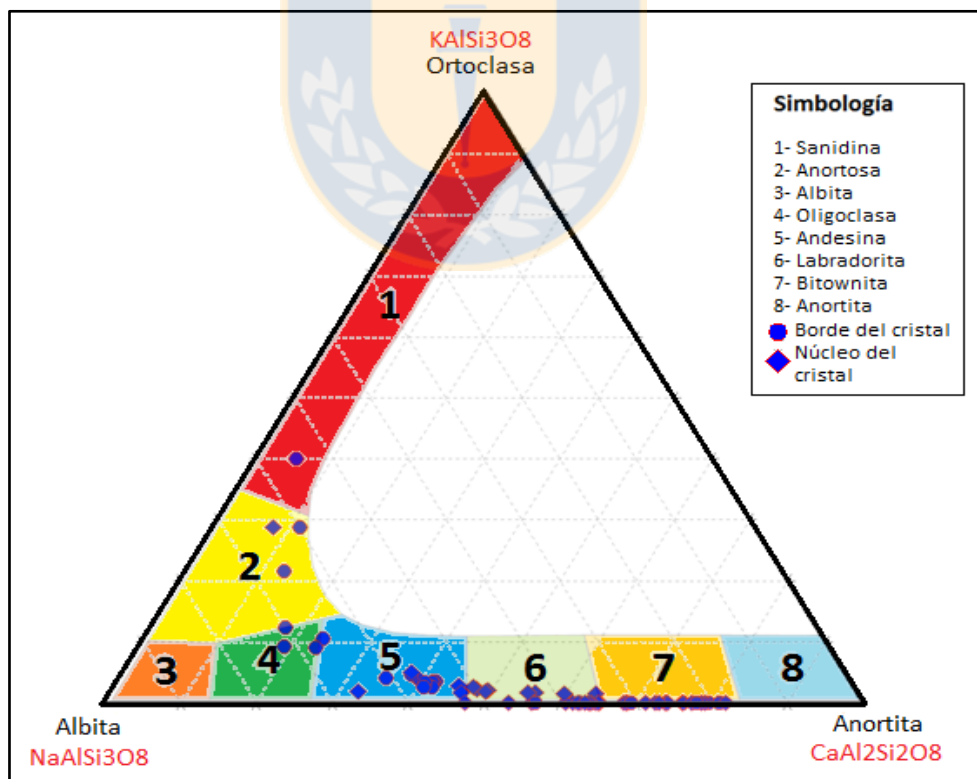 KAlSi3O8
Ortoclasa
Simbología
1- Sanidina
2- Anortosa
3- Albita
4- Oligoclasa
5- Andesina
6- Labradorita
7- Bitownita
8- Anortita
Borde del cristal
Núcleo del
cristal
1
2
3
4
5
6
7
8
Albita
NaAlSi3O8
Anortita
CaAl2Si2O8